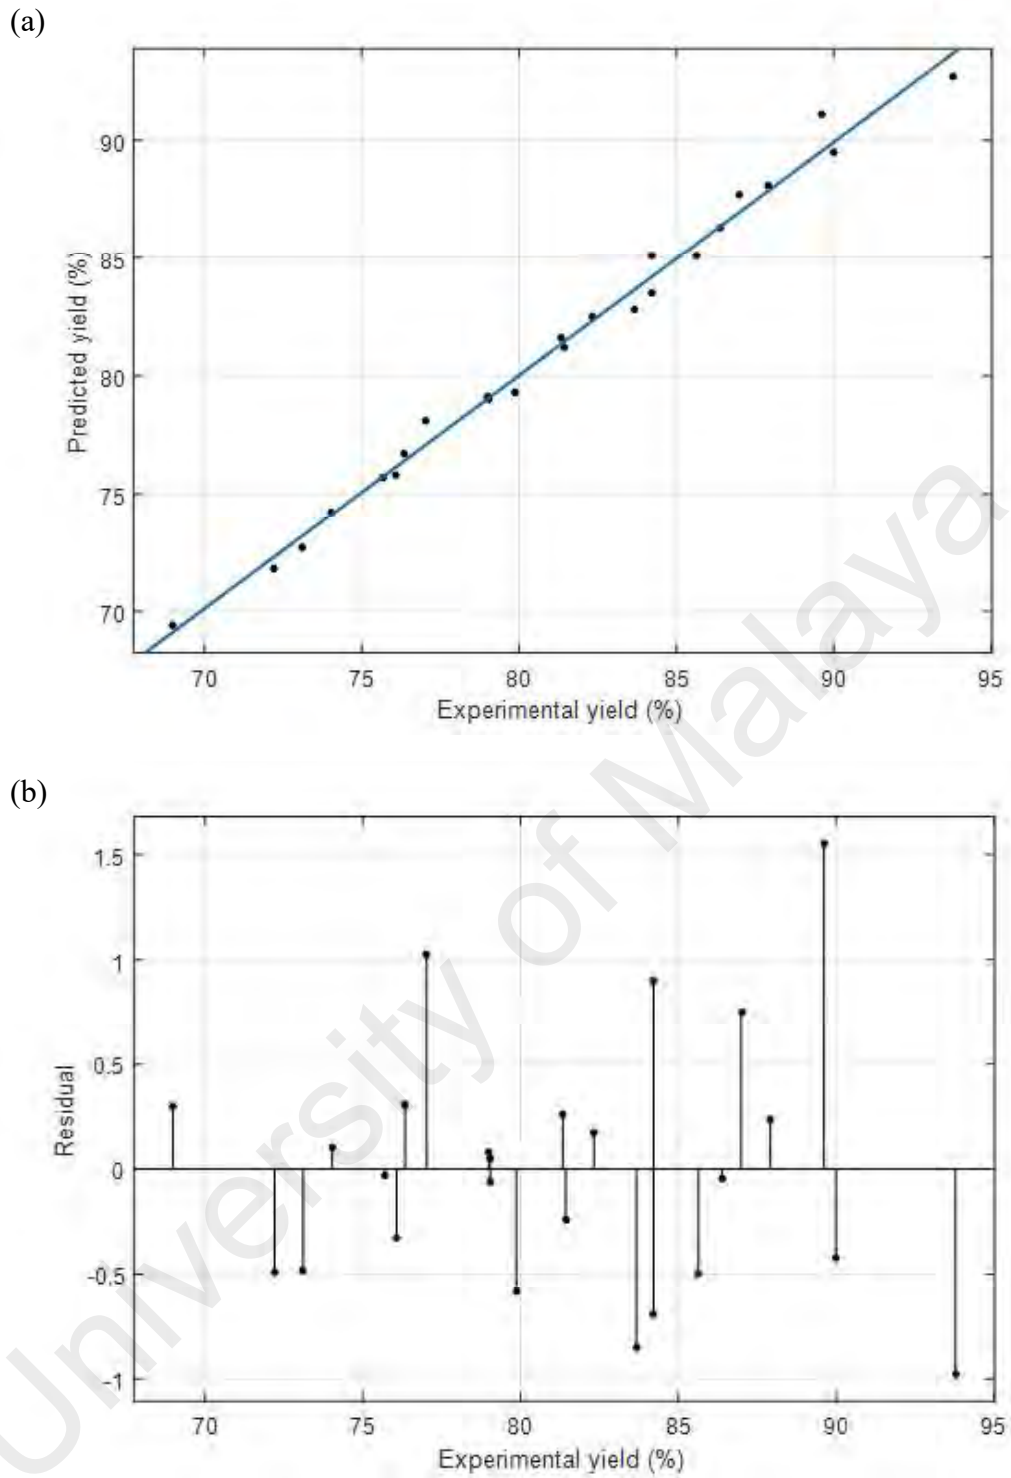 (a)
90
85
80
75
70
Predicted yield (%)
70 75 80 85 90 95
Experimental yield (%)
(b)
1.5
1
0.5
0
-0.5
-1
Residual
70 75 80 85 90 95
Experimental yield (%)
University of Malaya